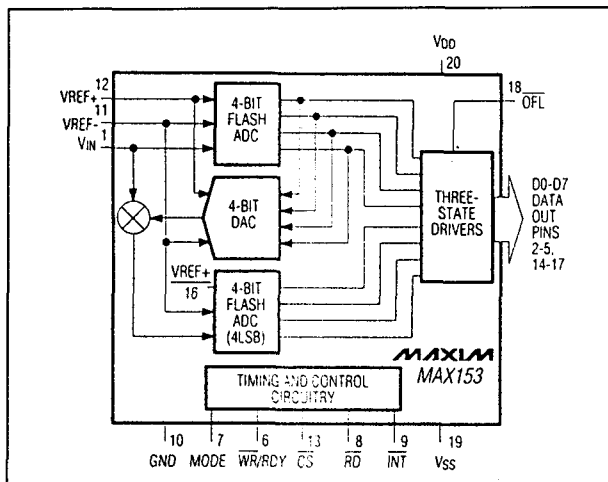 VDD
20
12
VREF+
11
VREF-
1
VIN
4-BIT
FLASH
ADC
18
OFL
4-BIT
DAC
THREE-
STATE
DRIVERS
D0-D7
DATA
OUT
PINS
2-5,
14-17
VREF+
16
4-BIT
FLASH
ADC
(4LSB)
MAXIM
MAX153
TIMING AND CONTROL
CIRCUITRY
10 7 6 13 8 9 19
GND MODE WR/RDY CS RD INT VSS